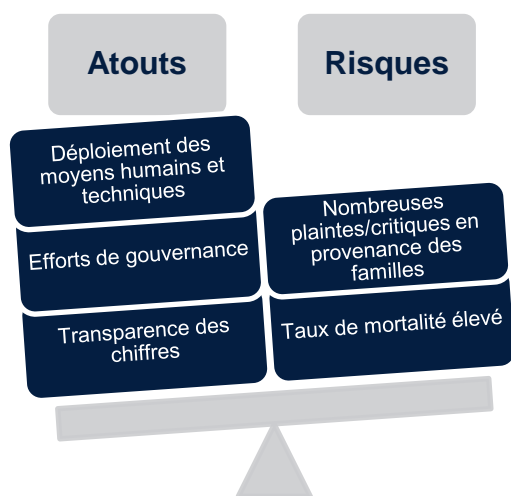 Atouts
Risques
Déploiement des
moyens humains et
techniques
Efforts de gouvernance
Transparence des
chiffres
Nombreuses
plaintes/critiques en
provenance des
familles
Taux de mortalité élevé